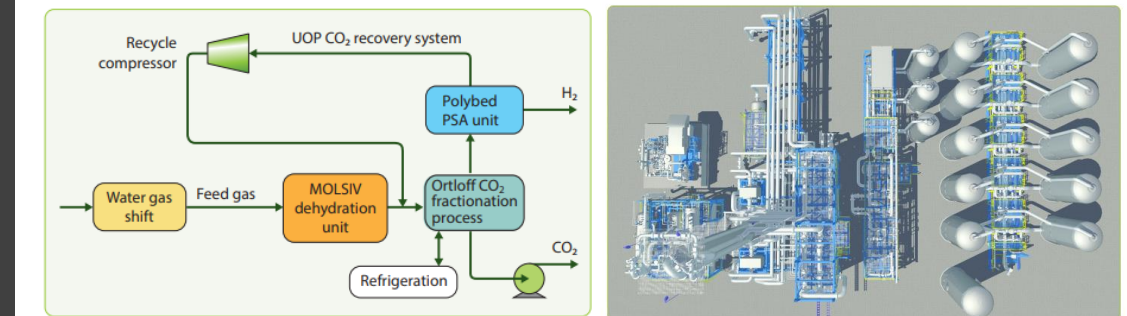 Recycle
compressor
UOP CO₂ recovery system
Polybed
PSA unit
H₂
Water gas
shift
Feed gas
MOLSIV
dehydration
unit
Ortloff CO₂
fractionation
process
CO₂
Refrigeration